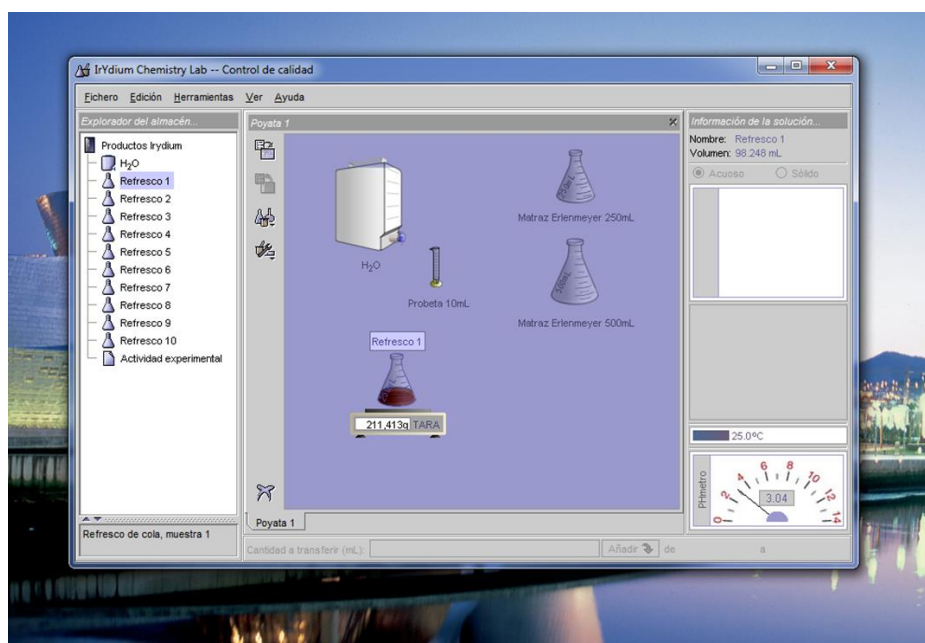 IrYdium Chemistry Lab -- Control de calidad
Fichero Edición Herramientas Ver Ayuda
Explorador del almacén...
Productos Irydium
H2O
Refresco 1
Refresco 2
Refresco 3
Refresco 4
Refresco 5
Refresco 6
Refresco 7
Refresco 8
Refresco 9
Refresco 10
Actividad experimental
Refresco de cola, muestra 1
Poyata 1
250mL
Matraz Erlenmeyer 250mL
H2O
Probeta 10mL
500mL
Matraz Erlenmeyer 500mL
Refresco 1
211,413g TARA
Poyata 1
Cantidad a transferir (mL): Añadir de a
Información de la solución...
Nombre: Refresco 1
Volumen: 98.248 mL
Acuoso Sólido
25.0ºC
PHmetro
0 2 4 6 8 10 12 14
3.04